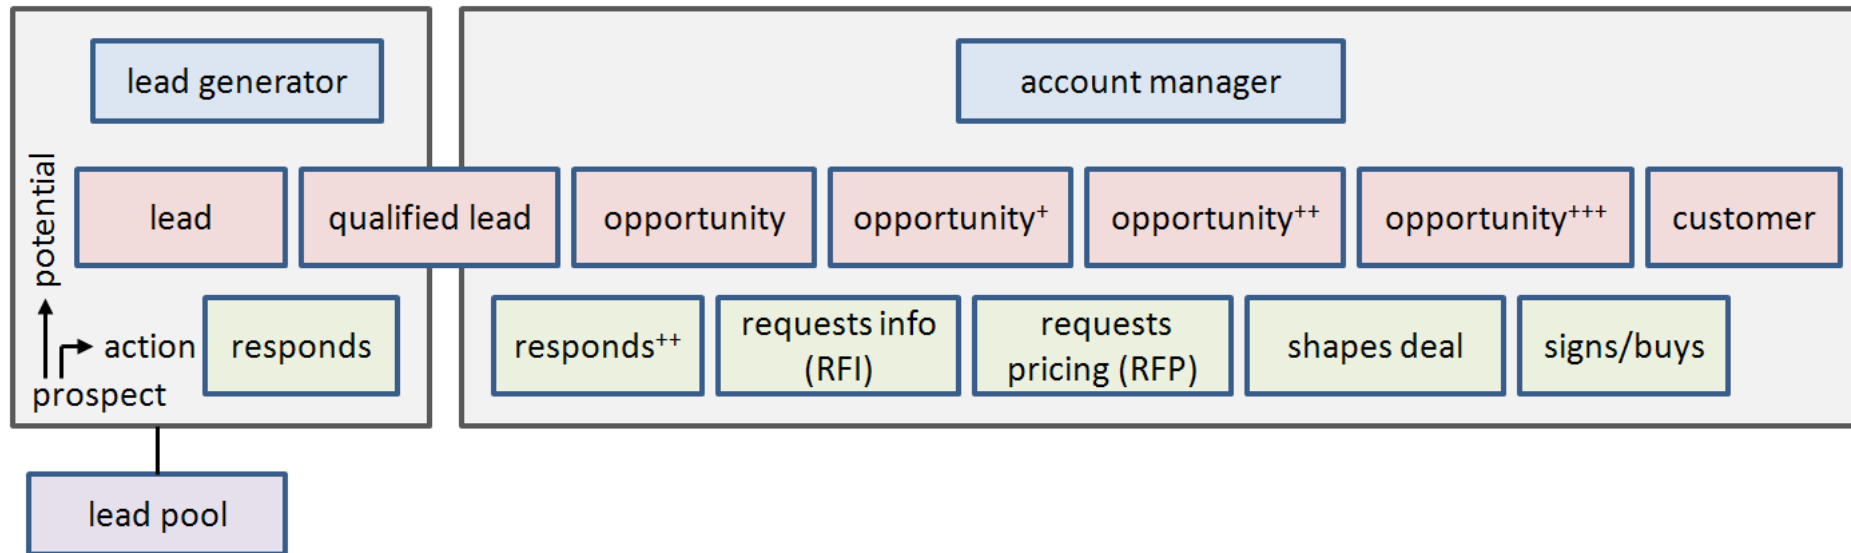 lead generator
account manager
potential
lead
qualified lead
opportunity
opportunity⁺
opportunity⁺⁺
opportunity⁺⁺⁺
customer
action
prospect
responds
responds⁺⁺
requests info
(RFI)
requests
pricing (RFP)
shapes deal
signs/buys
lead pool